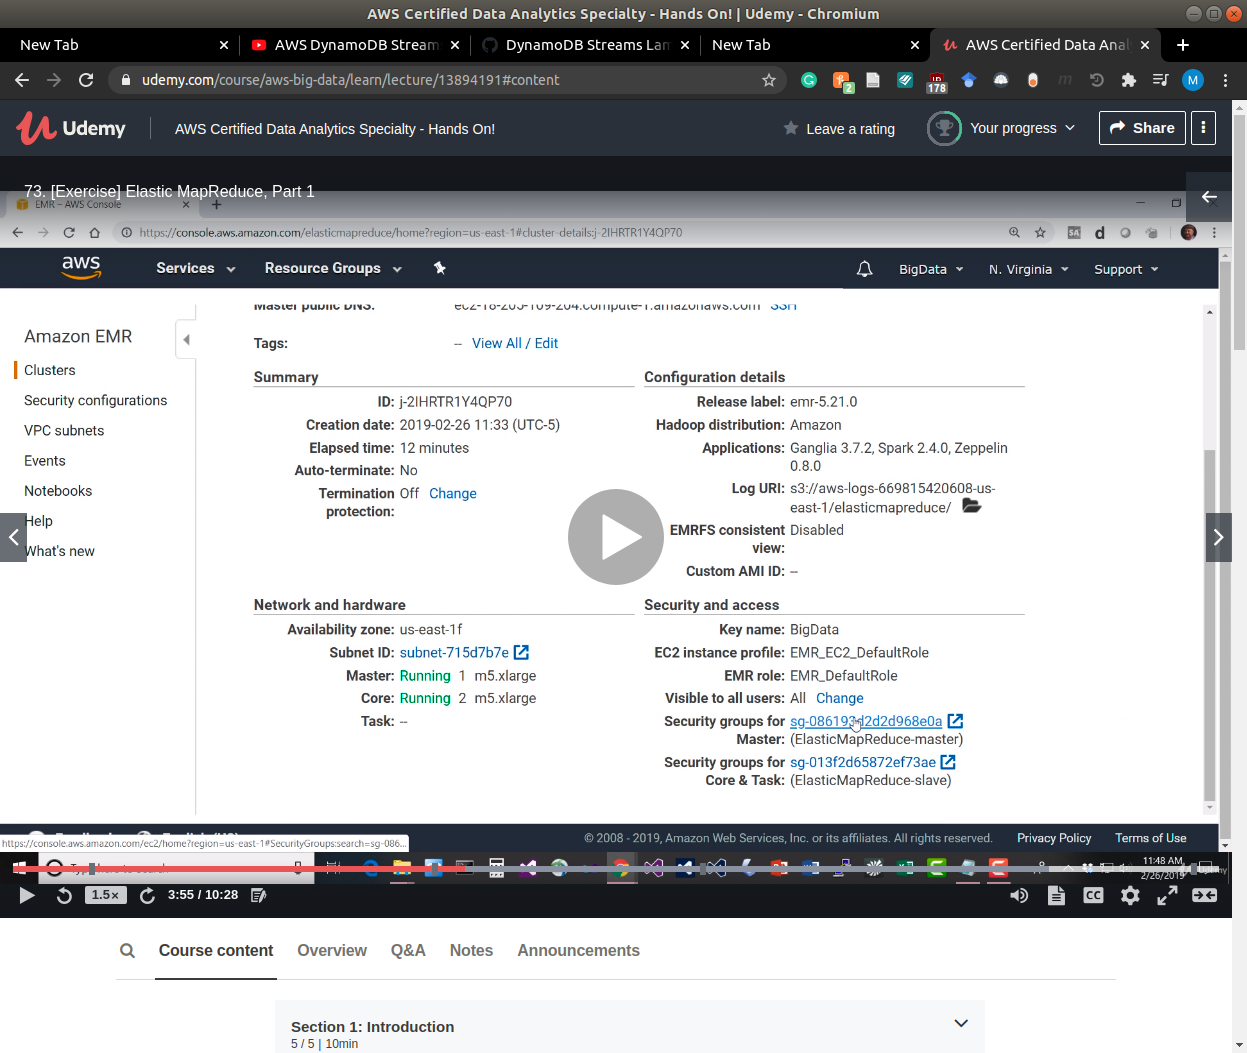 AWS Certified Data Analytics Specialty - Hands On! | Udemy - Chromium
New Tab
AWS DynamoDB Stream
DynamoDB Streams Lam
New Tab
AWS Certified Data Anal
udemy.com/course/aws-big-data/learn/lecture/13894191#content
2
178
M
Udemy
AWS Certified Data Analytics Specialty - Hands On!
Leave a rating
Your progress
Share
73. [Exercise] Elastic MapReduce, Part 1
EMR – AWS Console
https://console.aws.amazon.com/elasticmapreduce/home?region=us-east-1#cluster-details:j-2IHRTR1Y4QP70
aws
Services
Resource Groups
BigData
N. Virginia
Support
Master public DNS:
ec2-18-205-109-204.compute-1.amazonaws.com SSH
Amazon EMR
Clusters
Security configurations
VPC subnets
Events
Notebooks
Help
What's new
Tags: -- View All / Edit
Summary
ID: j-2IHRTR1Y4QP70
Creation date: 2019-02-26 11:33 (UTC-5)
Elapsed time: 12 minutes
Auto-terminate: No
Termination Off Change
protection:
Configuration details
Release label: emr-5.21.0
Hadoop distribution: Amazon
Applications: Ganglia 3.7.2, Spark 2.4.0, Zeppelin
0.8.0
Log URI: s3://aws-logs-669815420608-us-
east-1/elasticmapreduce/
EMRFS consistent Disabled
view:
Custom AMI ID: --
Network and hardware
Availability zone: us-east-1f
Subnet ID: subnet-715d7b7e
Master: Running 1 m5.xlarge
Core: Running 2 m5.xlarge
Task: --
Security and access
Key name: BigData
EC2 instance profile: EMR_EC2_DefaultRole
EMR role: EMR_DefaultRole
Visible to all users: All Change
Security groups for sg-086193d2d2d968e0a
Master: (ElasticMapReduce-master)
Security groups for sg-013f2d65872ef73ae
Core & Task: (ElasticMapReduce-slave)
© 2008 - 2019, Amazon Web Services, Inc. or its affiliates. All rights reserved.
Privacy Policy
Terms of Use
https://console.aws.amazon.com/ec2/home?region=us-east-1#SecurityGroups:search=sg-086...
11:48 AM
2/26/2019
1.5×
3:55 / 10:28
CC
Course content
Overview
Q&A
Notes
Announcements
Section 1: Introduction
5 / 5 | 10min